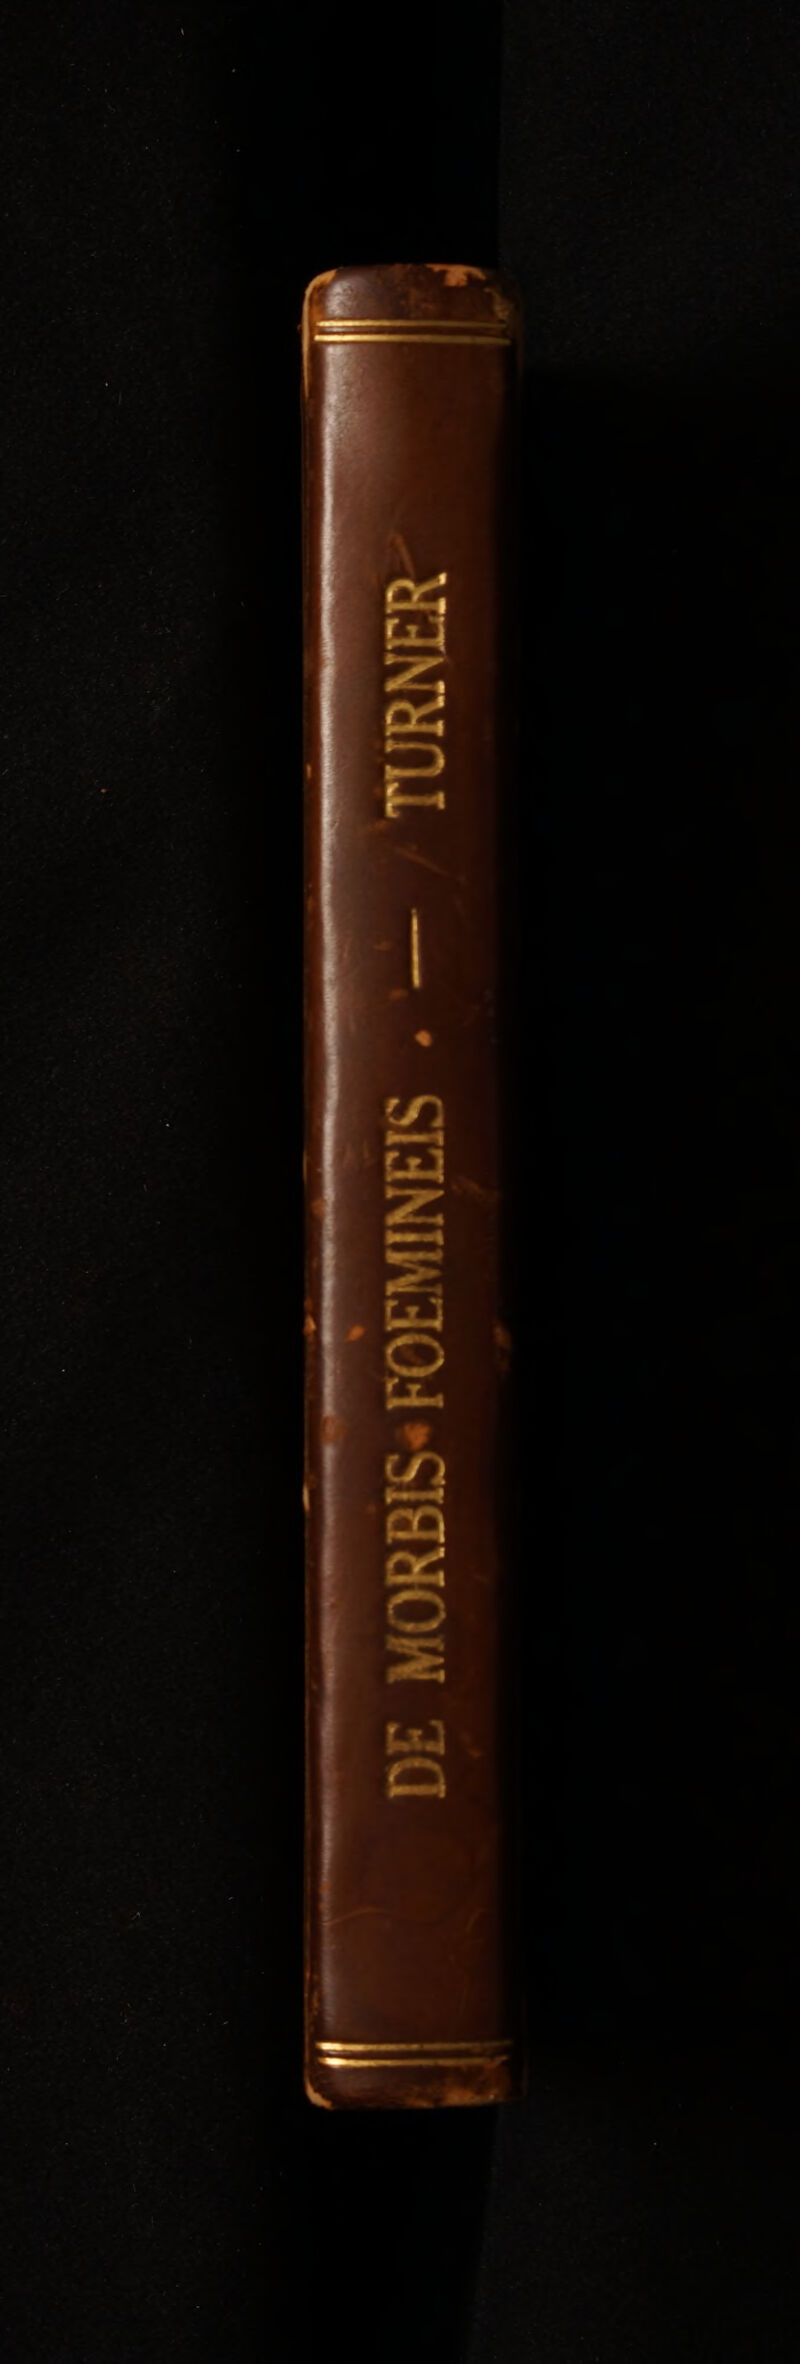 DE MORBIS FOEMINEIS . — TURNER